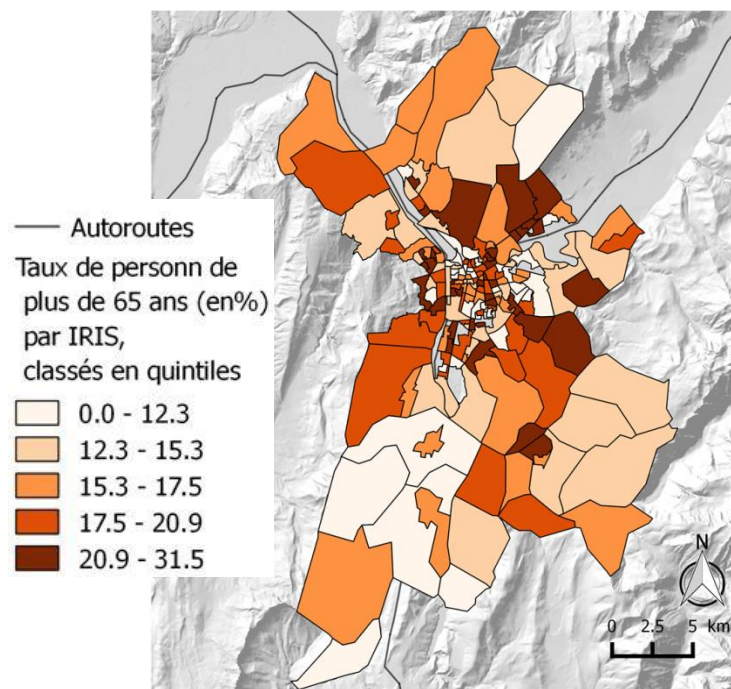 Autoroutes
Taux de personn de
plus de 65 ans (en%)
par IRIS,
classés en quintiles
0.0 - 12.3
12.3 - 15.3
15.3 - 17.5
17.5 - 20.9
20.9 - 31.5
N
0 2.5 5 km